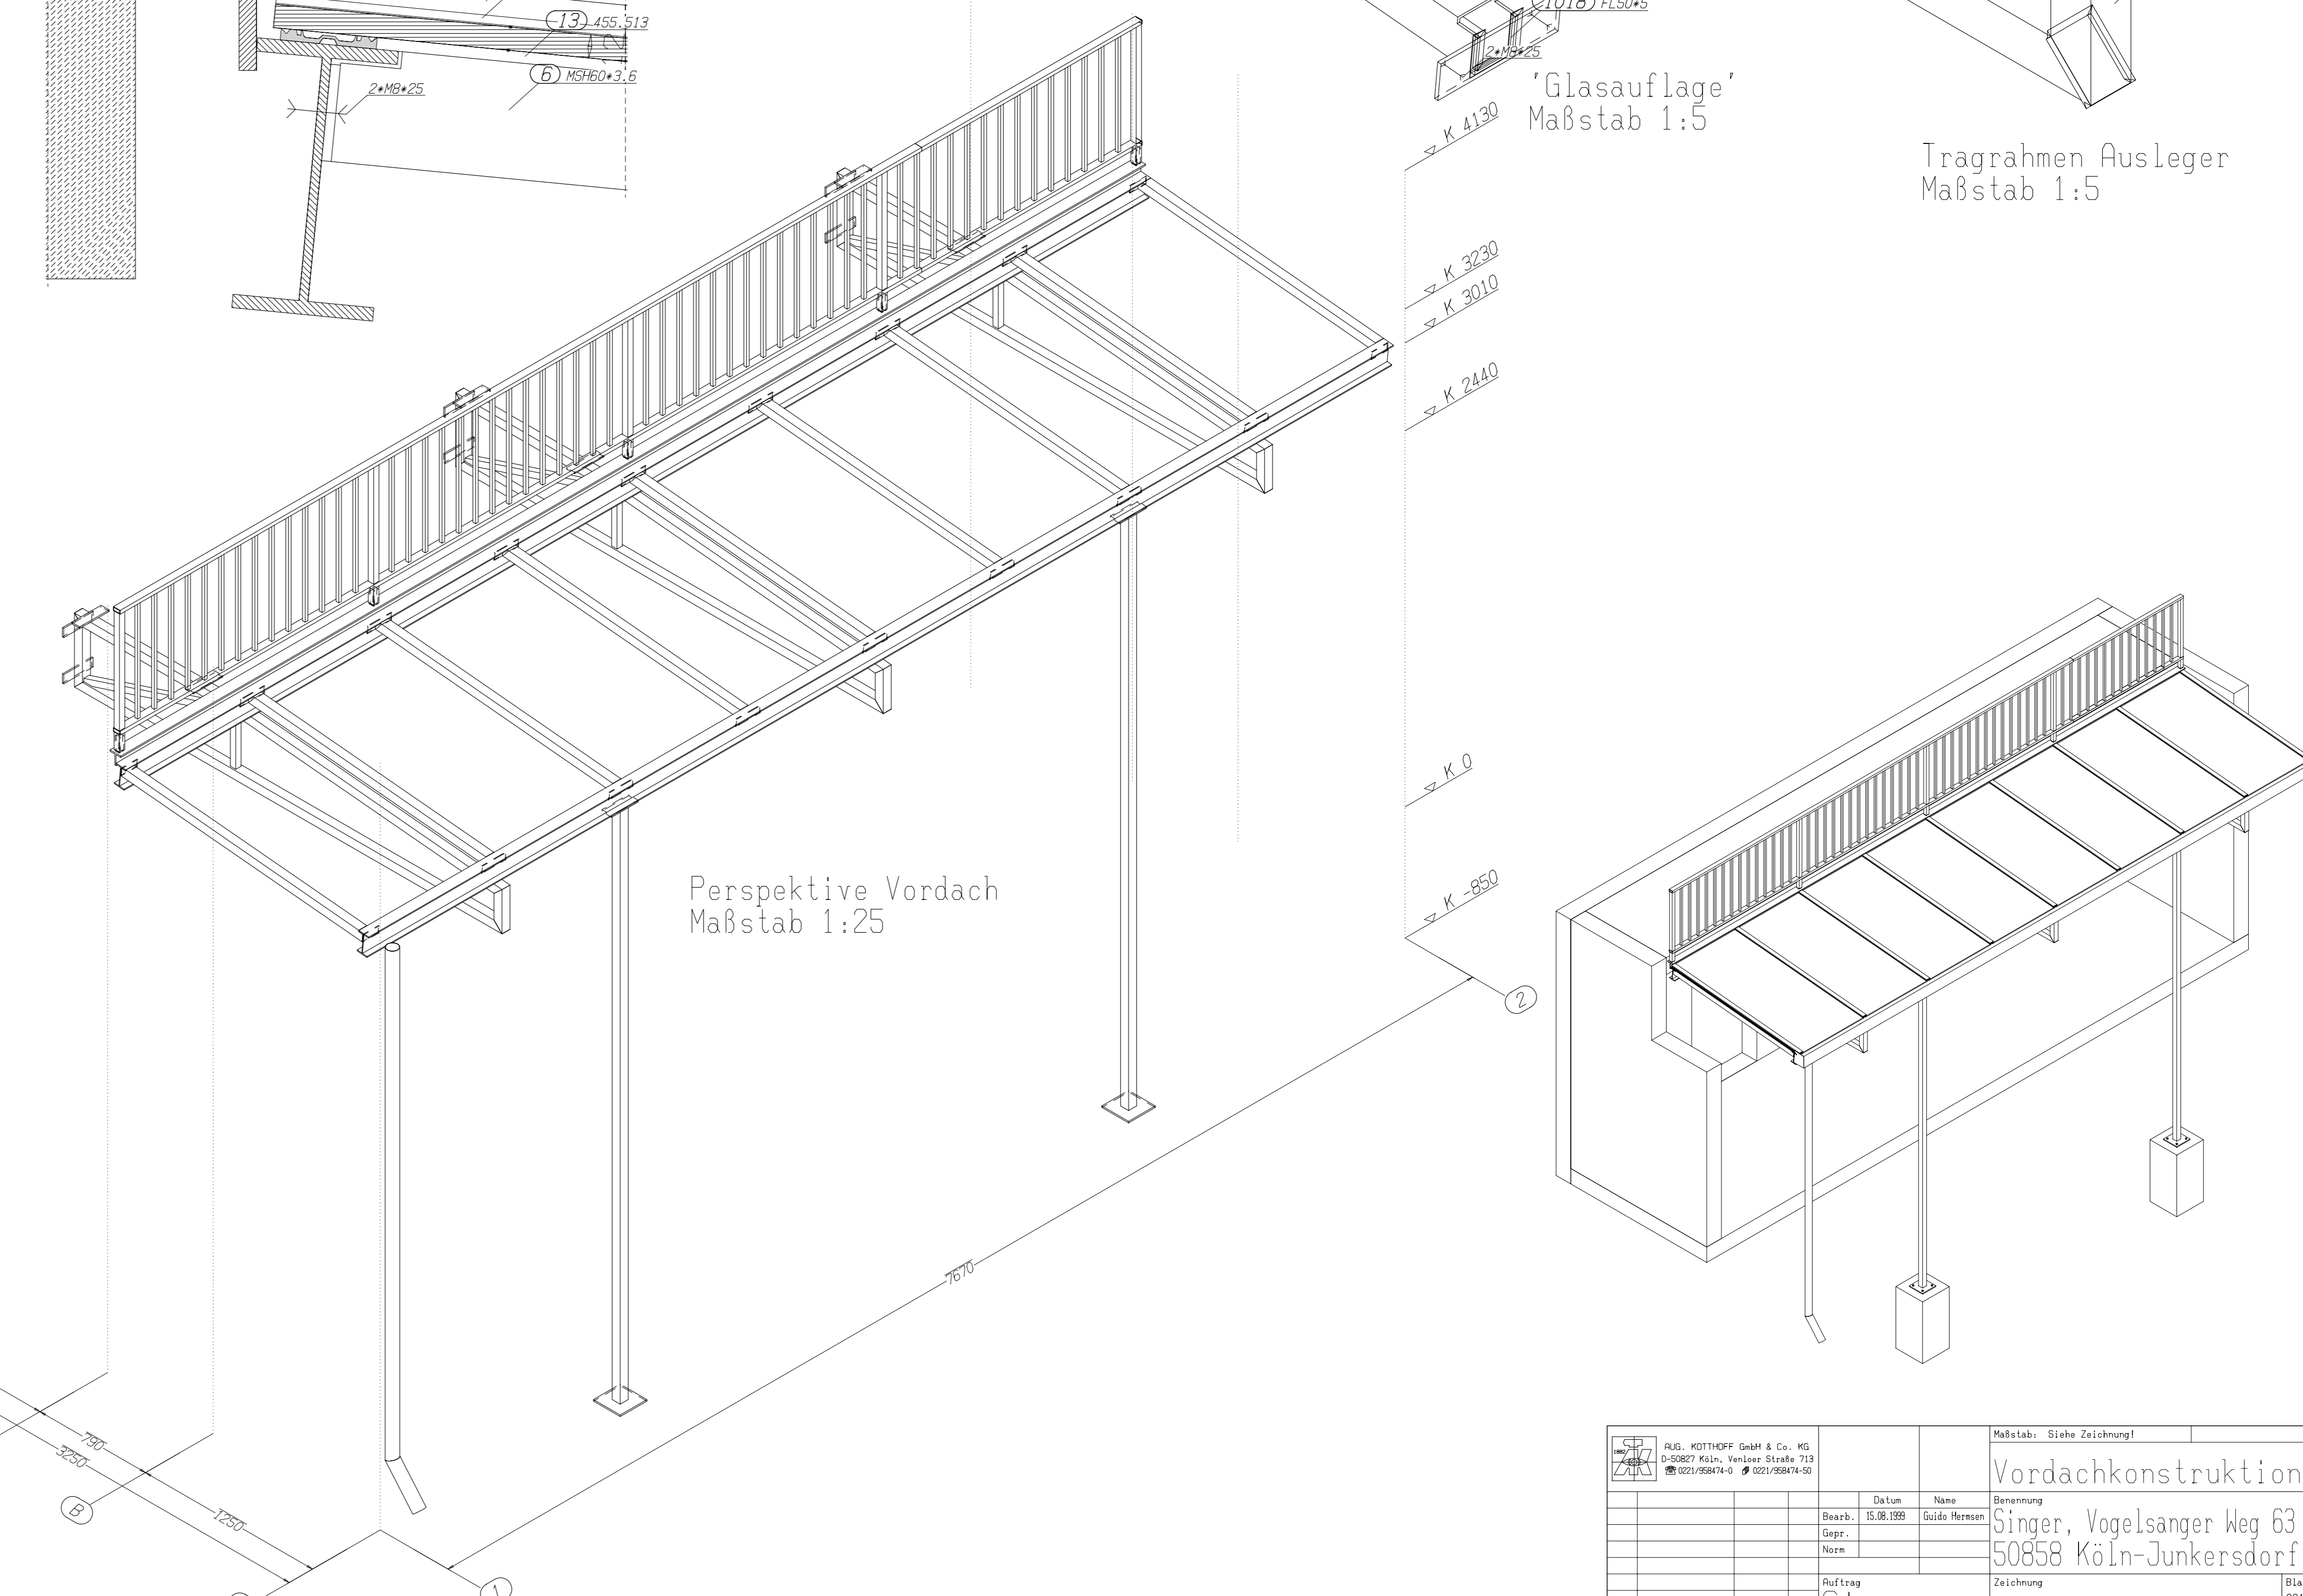 13 455.513
6 MSH60*3.6
2*M8*25
1018 FL50*5
2*M8*25
'Glasauflage'
Maßstab 1:5
Tragrahmen Ausleger
Maßstab 1:5
K 4130
K 3230
K 3010
K 2440
K 0
K -850
Perspektive Vordach
Maßstab 1:25
2
7670
790
3250
B
1250
1
1882
AUG. KOTTHOFF GmbH & Co. KG
D-50827 Köln, Venloer Straße 713
☎ 0221/958474-0 0221/958474-50
Maßstab: Siehe Zeichnung!
Vordachkonstruktion
Datum Name
Bearb. 15.08.1999 Guido Hermsen
Gepr.
Norm
Benennung
Singer, Vogelsanger Weg 63
50858 Köln-Junkersdorf
Auftrag
Zeichnung